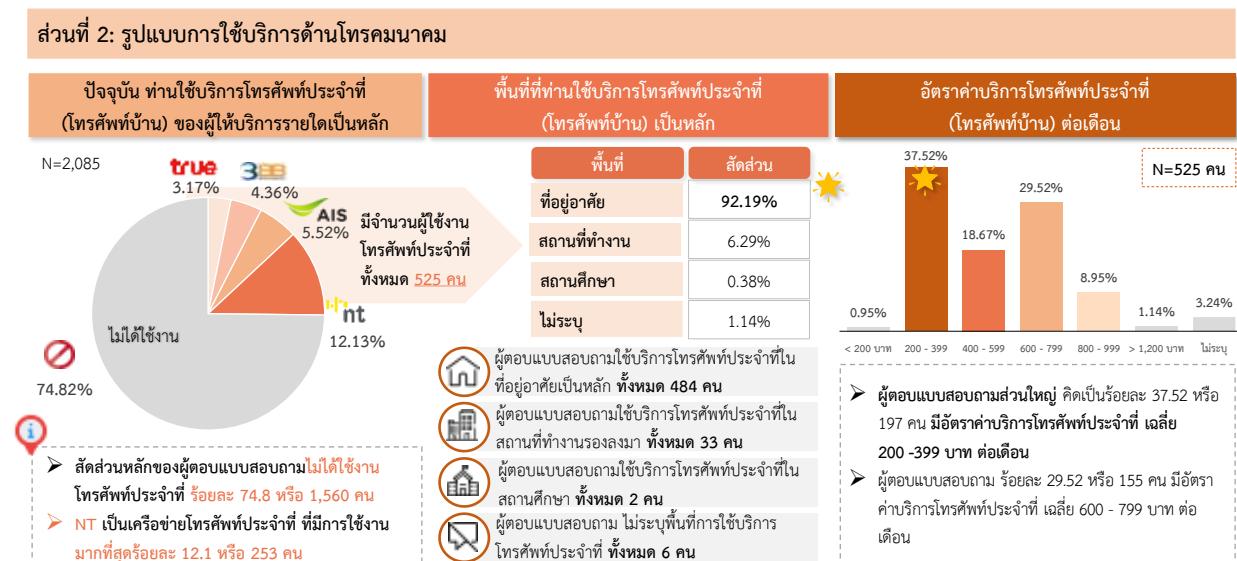 ส่วนที่ 2: รูปแบบการใช้บริการด้านโทรคมนาคม
ปัจจุบัน ท่านใช้บริการโทรศัพท์ประจำที่
(โทรศัพท์บ้าน) ของผู้ให้บริการรายใดเป็นหลัก
N=2,085
true
3.17%
3BB
4.36%
AIS
5.52%
nt
12.13%
ไม่ได้ใช้งาน
74.82%
มีจำนวนผู้ใช้งาน
โทรศัพท์ประจำที่
ทั้งหมด 525 คน
➢ สัดส่วนหลักของผู้ตอบแบบสอบถามไม่ได้ใช้งาน
โทรศัพท์ประจำที่ ร้อยละ 74.8 หรือ 1,560 คน
➢ NT เป็นเครือข่ายโทรศัพท์ประจำที่ ที่มีการใช้งาน
มากที่สุดร้อยละ 12.1 หรือ 253 คน
พื้นที่ที่ท่านใช้บริการโทรศัพท์ประจำที่
(โทรศัพท์บ้าน) เป็นหลัก
พื้นที่ สัดส่วน
ที่อยู่อาศัย 92.19%
สถานที่ทำงาน 6.29%
สถานศึกษา 0.38%
ไม่ระบุ 1.14%
ผู้ตอบแบบสอบถามใช้บริการโทรศัพท์ประจำที่ใน
ที่อยู่อาศัยเป็นหลัก ทั้งหมด 484 คน
ผู้ตอบแบบสอบถามใช้บริการโทรศัพท์ประจำที่ใน
สถานที่ทำงานรองลงมา ทั้งหมด 33 คน
ผู้ตอบแบบสอบถามใช้บริการโทรศัพท์ประจำที่ใน
สถานศึกษา ทั้งหมด 2 คน
ผู้ตอบแบบสอบถาม ไม่ระบุพื้นที่การใช้บริการ
โทรศัพท์ประจำที่ ทั้งหมด 6 คน
อัตราค่าบริการโทรศัพท์ประจำที่
(โทรศัพท์บ้าน) ต่อเดือน
N=525 คน
0.95% 37.52% 18.67% 29.52% 8.95% 1.14% 3.24%
< 200 บาท 200 - 399 400 - 599 600 - 799 800 - 999 > 1,200 บาท ไม่ระบุ
➢ ผู้ตอบแบบสอบถามส่วนใหญ่ คิดเป็นร้อยละ 37.52 หรือ
197 คน มีอัตราค่าบริการโทรศัพท์ประจำที่ เฉลี่ย
200 -399 บาท ต่อเดือน
➢ ผู้ตอบแบบสอบถาม ร้อยละ 29.52 หรือ 155 คน มีอัตรา
ค่าบริการโทรศัพท์ประจำที่ เฉลี่ย 600 - 799 บาท ต่อ
เดือน